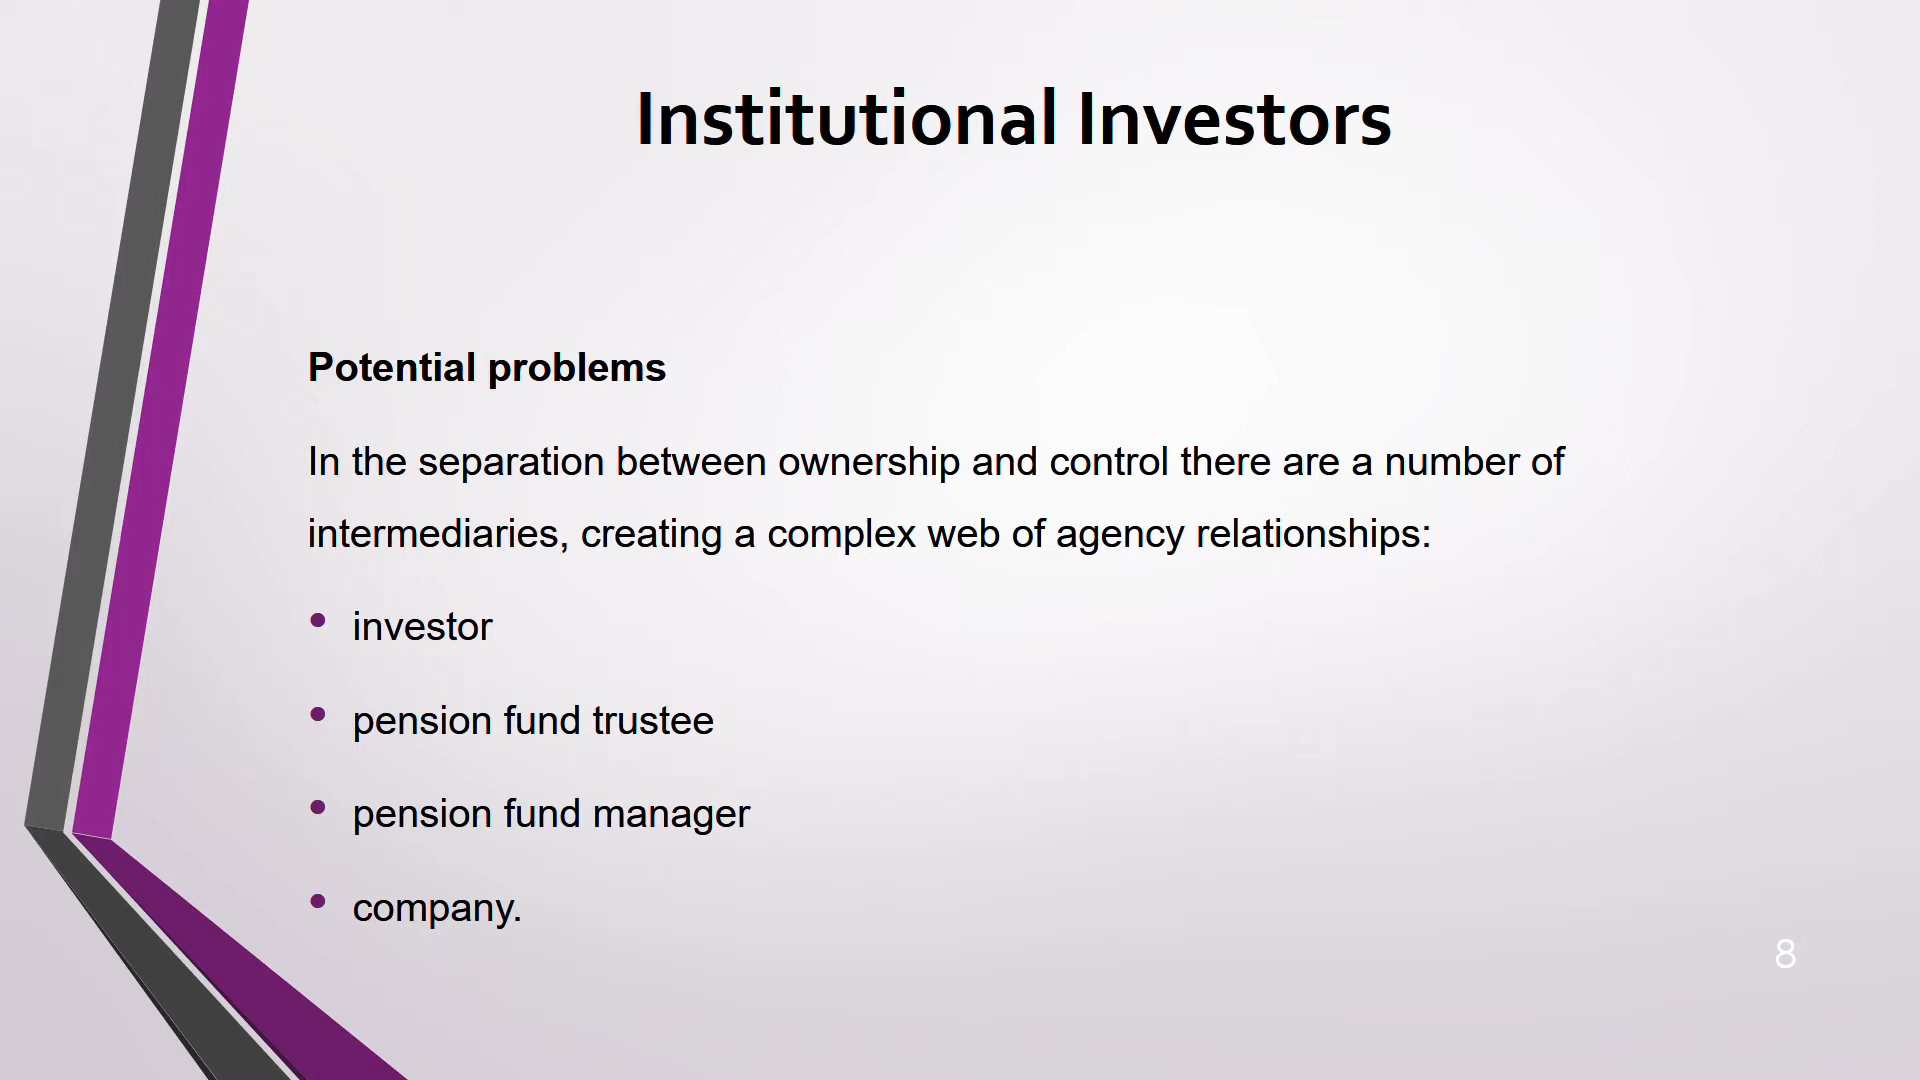 Institutional Investors
Potential problems
In the separation between ownership and control there are a number of
intermediaries, creating a complex web of agency relationships:
• investor
• pension fund trustee
• pension fund manager
• company.
8